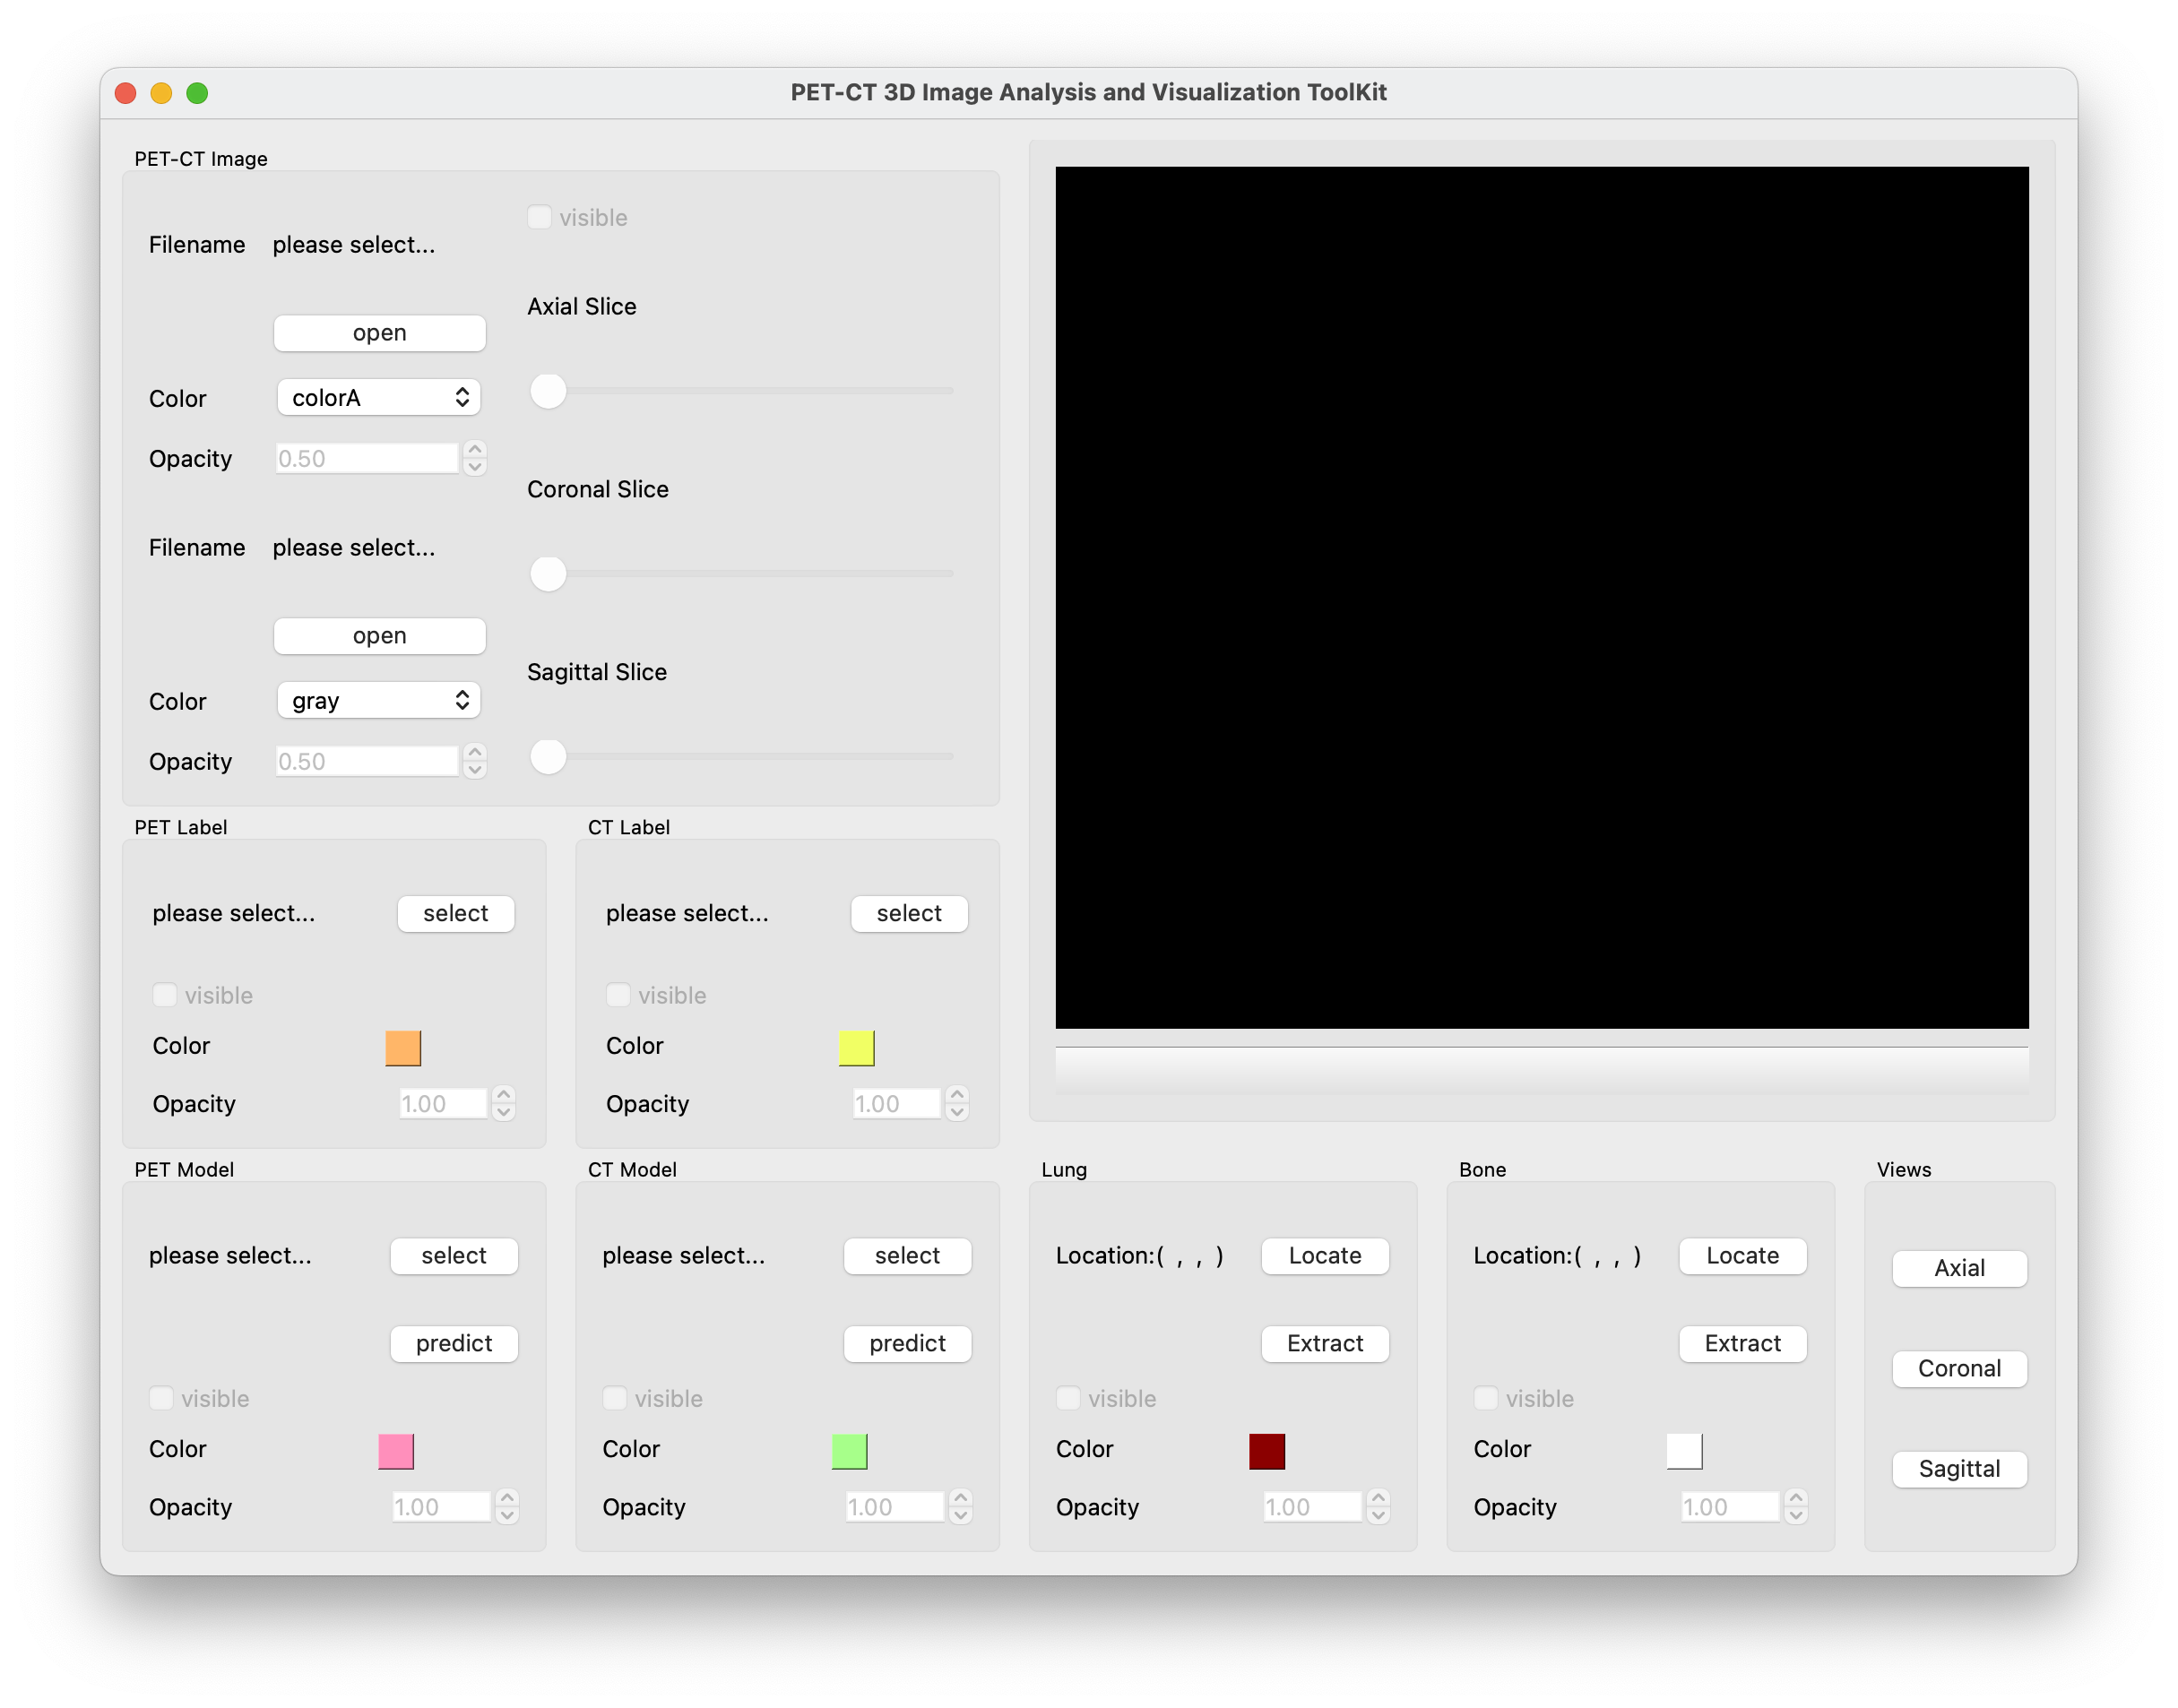 PET-CT 3D Image Analysis and Visualization ToolKit
PET-CT Image
visible
Filename please select...
Axial Slice
open
Color colorA
Opacity 0.50
Coronal Slice
Filename please select...
open
Sagittal Slice
Color gray
Opacity 0.50
PET Label
please select... select
visible
Color
Opacity 1.00
CT Label
please select... select
visible
Color
Opacity 1.00
PET Model
please select... select
predict
visible
Color
Opacity 1.00
CT Model
please select... select
predict
visible
Color
Opacity 1.00
Lung
Location:( , , ) Locate
Extract
visible
Color
Opacity 1.00
Bone
Location:( , , ) Locate
Extract
visible
Color
Opacity 1.00
Views
Axial
Coronal
Sagittal